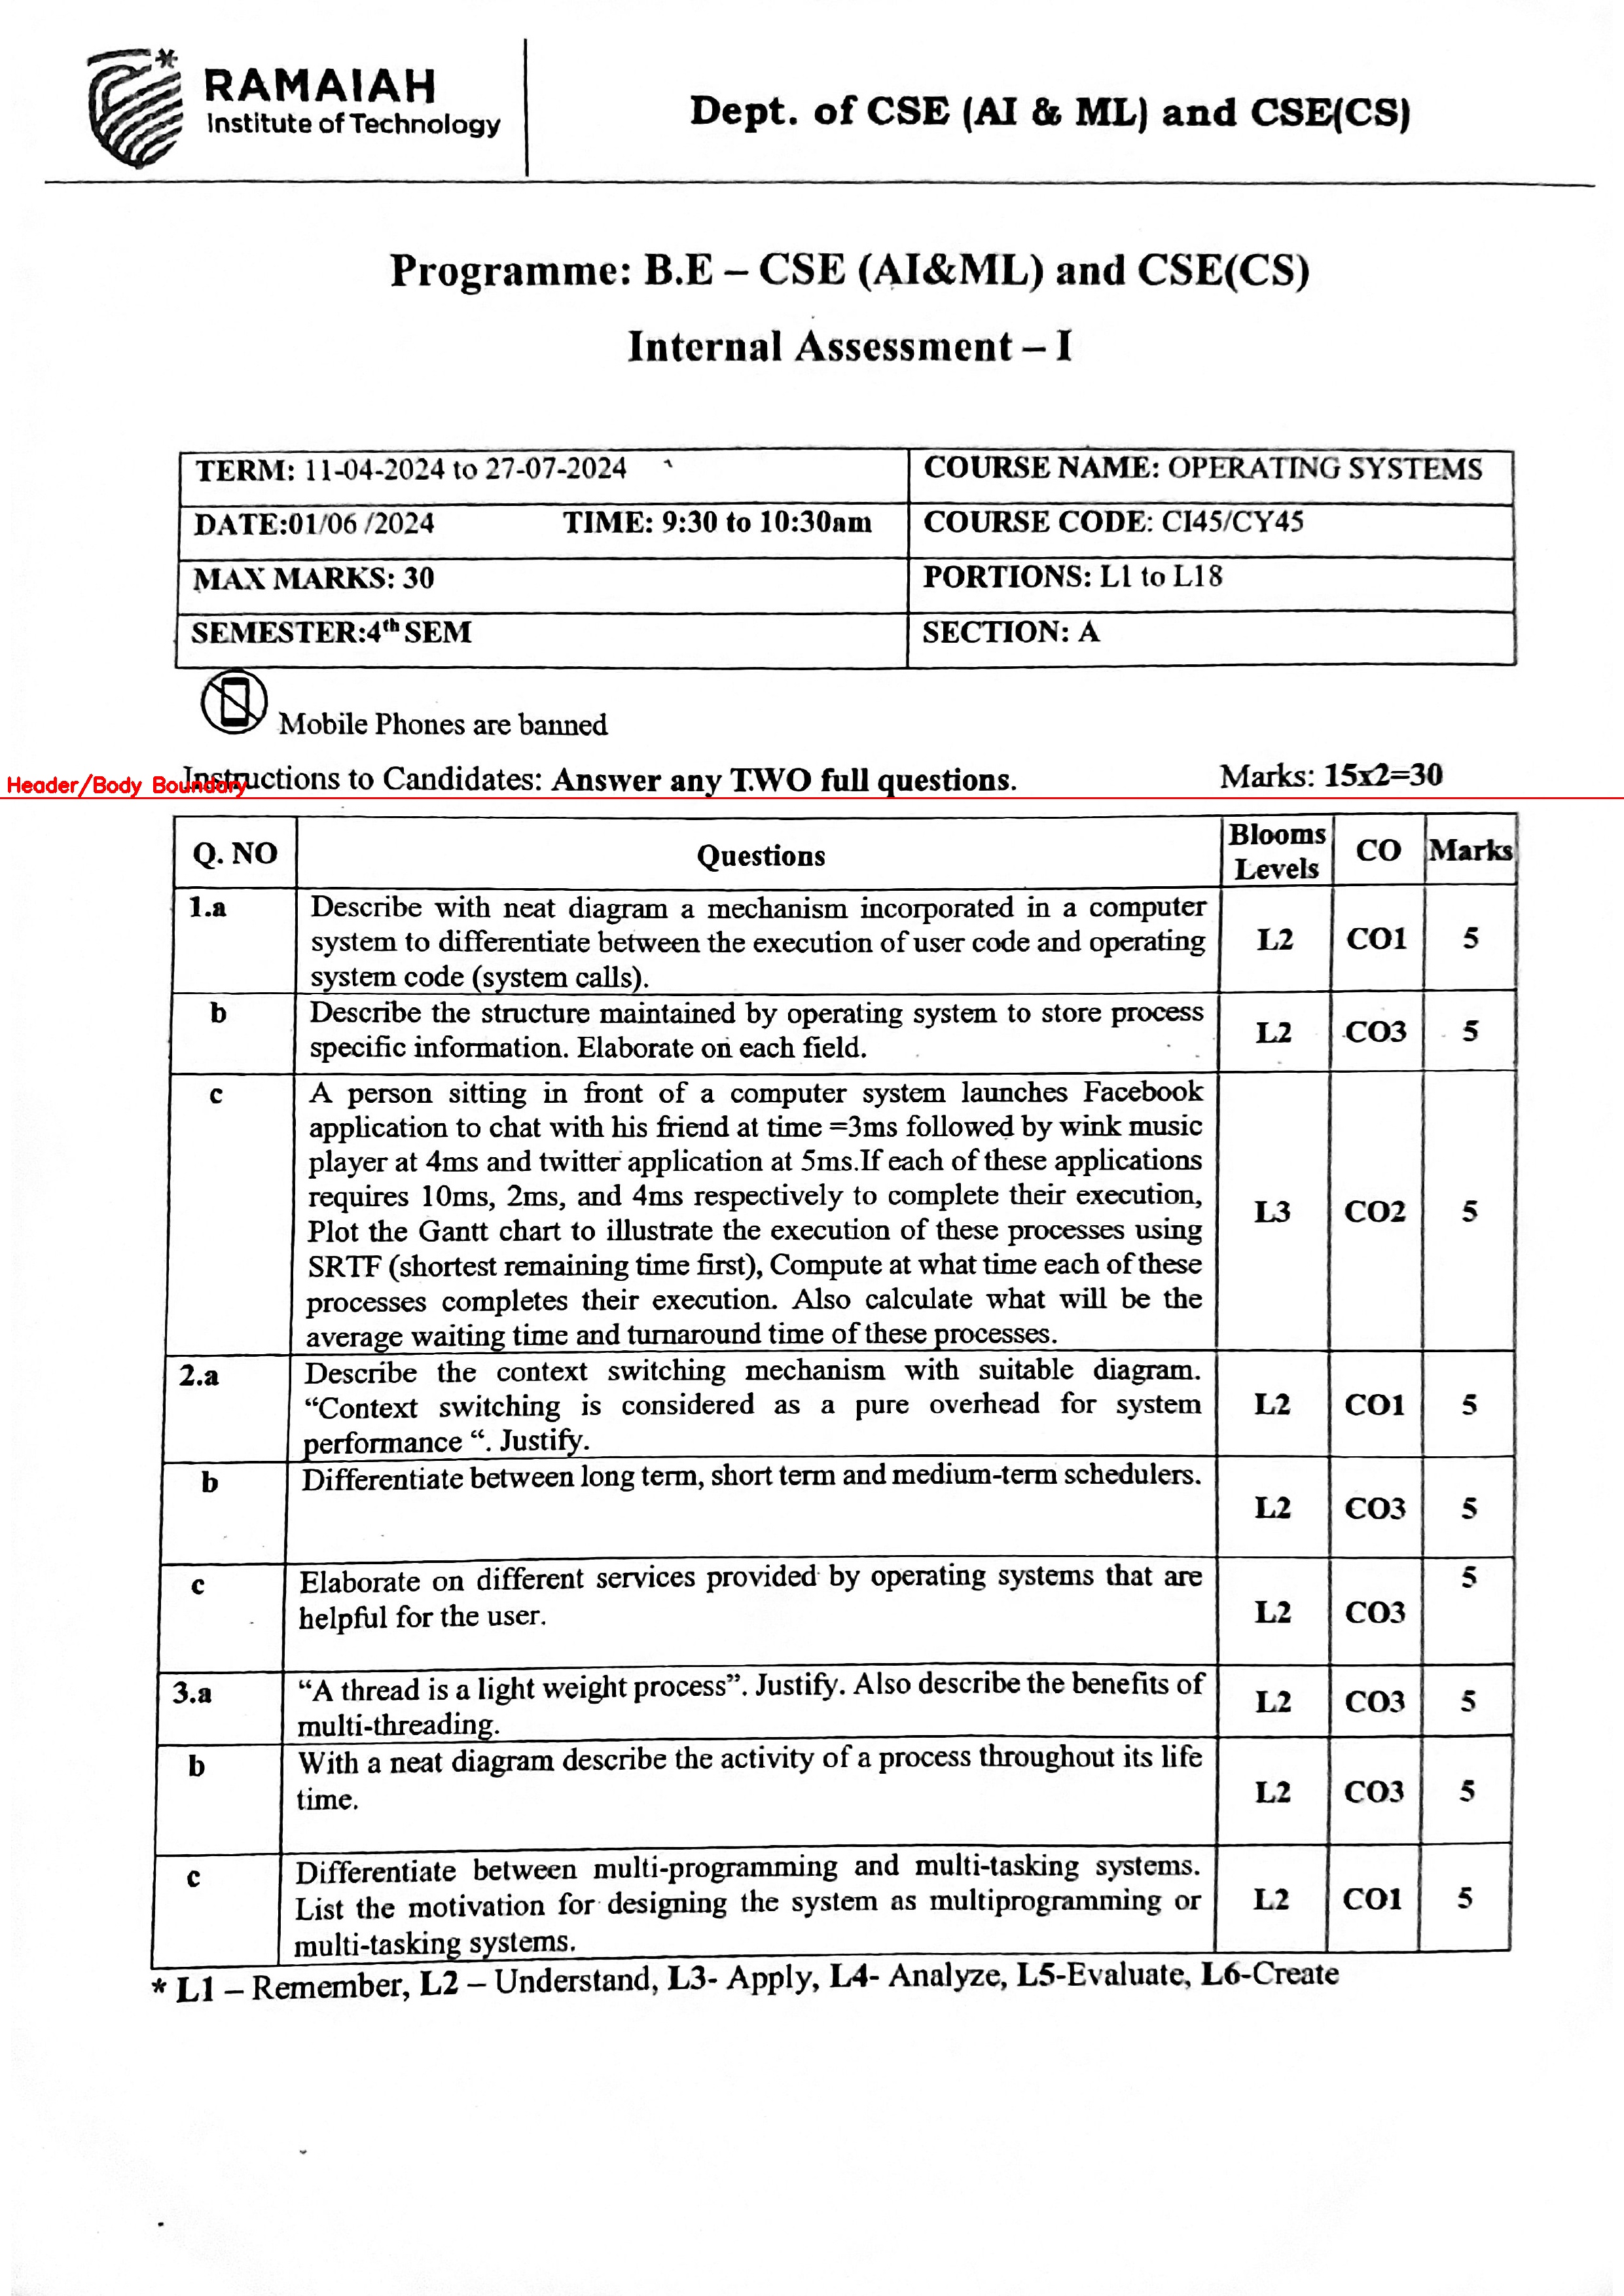 RAMAIAH
Institute of Technology
Dept. of CSE (AI & ML) and CSE(CS)
Programme: B.E – CSE (AI&ML) and CSE(CS)
Internal Assessment – I
TERM: 11-04-2024 to 27-07-2024
COURSE NAME: OPERATING SYSTEMS
DATE:01/06 /2024 TIME: 9:30 to 10:30am
COURSE CODE: CI45/CY45
MAX MARKS: 30
PORTIONS: L1 to L18
SEMESTER:4th SEM
SECTION: A
Mobile Phones are banned
Header/Body Boundary
Instructions to Candidates: Answer any TWO full questions. Marks: 15x2=30
Q. NO
Questions
Blooms
Levels
CO
Marks
1.a
Describe with neat diagram a mechanism incorporated in a computer
system to differentiate between the execution of user code and operating
system code (system calls).
L2
CO1
5
b
Describe the structure maintained by operating system to store process
specific information. Elaborate on each field.
L2
CO3
5
c
A person sitting in front of a computer system launches Facebook
application to chat with his friend at time =3ms followed by wink music
player at 4ms and twitter application at 5ms.If each of these applications
requires 10ms, 2ms, and 4ms respectively to complete their execution,
Plot the Gantt chart to illustrate the execution of these processes using
SRTF (shortest remaining time first), Compute at what time each of these
processes completes their execution. Also calculate what will be the
average waiting time and turnaround time of these processes.
L3
CO2
5
2.a
Describe the context switching mechanism with suitable diagram.
“Context switching is considered as a pure overhead for system
performance “. Justify.
L2
CO1
5
b
Differentiate between long term, short term and medium-term schedulers.
L2
CO3
5
c
Elaborate on different services provided by operating systems that are
helpful for the user.
L2
CO3
5
3.a
“A thread is a light weight process”. Justify. Also describe the benefits of
multi-threading.
L2
CO3
5
b
With a neat diagram describe the activity of a process throughout its life
time.
L2
CO3
5
c
Differentiate between multi-programming and multi-tasking systems.
List the motivation for designing the system as multiprogramming or
multi-tasking systems.
L2
CO1
5
* L1 – Remember, L2 – Understand, L3- Apply, L4- Analyze, L5-Evaluate, L6-Create